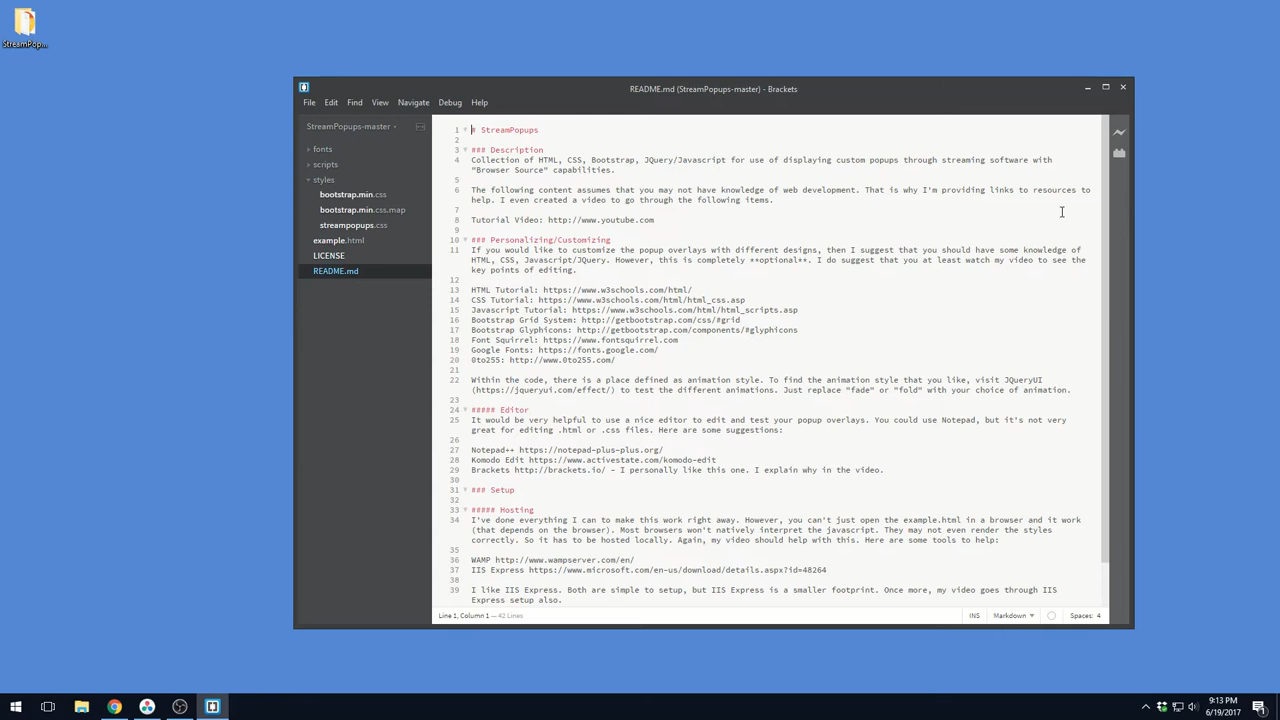 StreamPop...
README.md (StreamPopups-master) - Brackets
File Edit Find View Navigate Debug Help
StreamPopups-master
fonts
scripts
styles
bootstrap.min.css
bootstrap.min.css.map
streampopups.css
example.html
LICENSE
README.md
1 # StreamPopups
2
3 ### Description
4 Collection of HTML, CSS, Bootstrap, JQuery/Javascript for use of displaying custom popups through streaming software with
"Browser Source" capabilities.
5
6 The following content assumes that you may not have knowledge of web development. That is why I'm providing links to resources to
help. I even created a video to go through the following items.
7
8 Tutorial Video: http://www.youtube.com
9
10 ### Personalizing/Customizing
11 If you would like to customize the popup overlays with different designs, then I suggest that you should have some knowledge of
HTML, CSS, Javascript/JQuery. However, this is completely **optional**. I do suggest that you at least watch my video to see the
key points of editing.
12
13 HTML Tutorial: https://www.w3schools.com/html/
14 CSS Tutorial: https://www.w3schools.com/html/html_css.asp
15 Javascript Tutorial: https://www.w3schools.com/html/html_scripts.asp
16 Bootstrap Grid System: http://getbootstrap.com/css/#grid
17 Bootstrap Glyphicons: http://getbootstrap.com/components/#glyphicons
18 Font Squirrel: https://www.fontsquirrel.com
19 Google Fonts: https://fonts.google.com/
20 0to255: http://www.0to255.com/
21
22 Within the code, there is a place defined as animation style. To find the animation style that you like, visit JQueryUI
(https://jqueryui.com/effect/) to test the different animations. Just replace "fade" or "fold" with your choice of animation.
23
24 ##### Editor
25 It would be very helpful to use a nice editor to edit and test your popup overlays. You could use Notepad, but it's not very
great for editing .html or .css files. Here are some suggestions:
26
27 Notepad++ https://notepad-plus-plus.org/
28 Komodo Edit https://www.activestate.com/komodo-edit
29 Brackets http://brackets.io/ - I personally like this one. I explain why in the video.
30
31 ### Setup
32
33 ##### Hosting
34 I've done everything I can to make this work right away. However, you can't just open the example.html in a browser and it work
(that depends on the browser). Most browsers won't natively interpret the javascript. They may not even render the styles
correctly. So it has to be hosted locally. Again, my video should help with this. Here are some tools to help:
35
36 WAMP http://www.wampserver.com/en/
37 IIS Express https://www.microsoft.com/en-us/download/details.aspx?id=48264
38
39 I like IIS Express. Both are simple to setup, but IIS Express is a smaller footprint. Once more, my video goes through IIS
Express setup also.
Line 1, Column 1 — 42 Lines
INS Markdown Spaces: 4
9:13 PM
6/19/2017
1